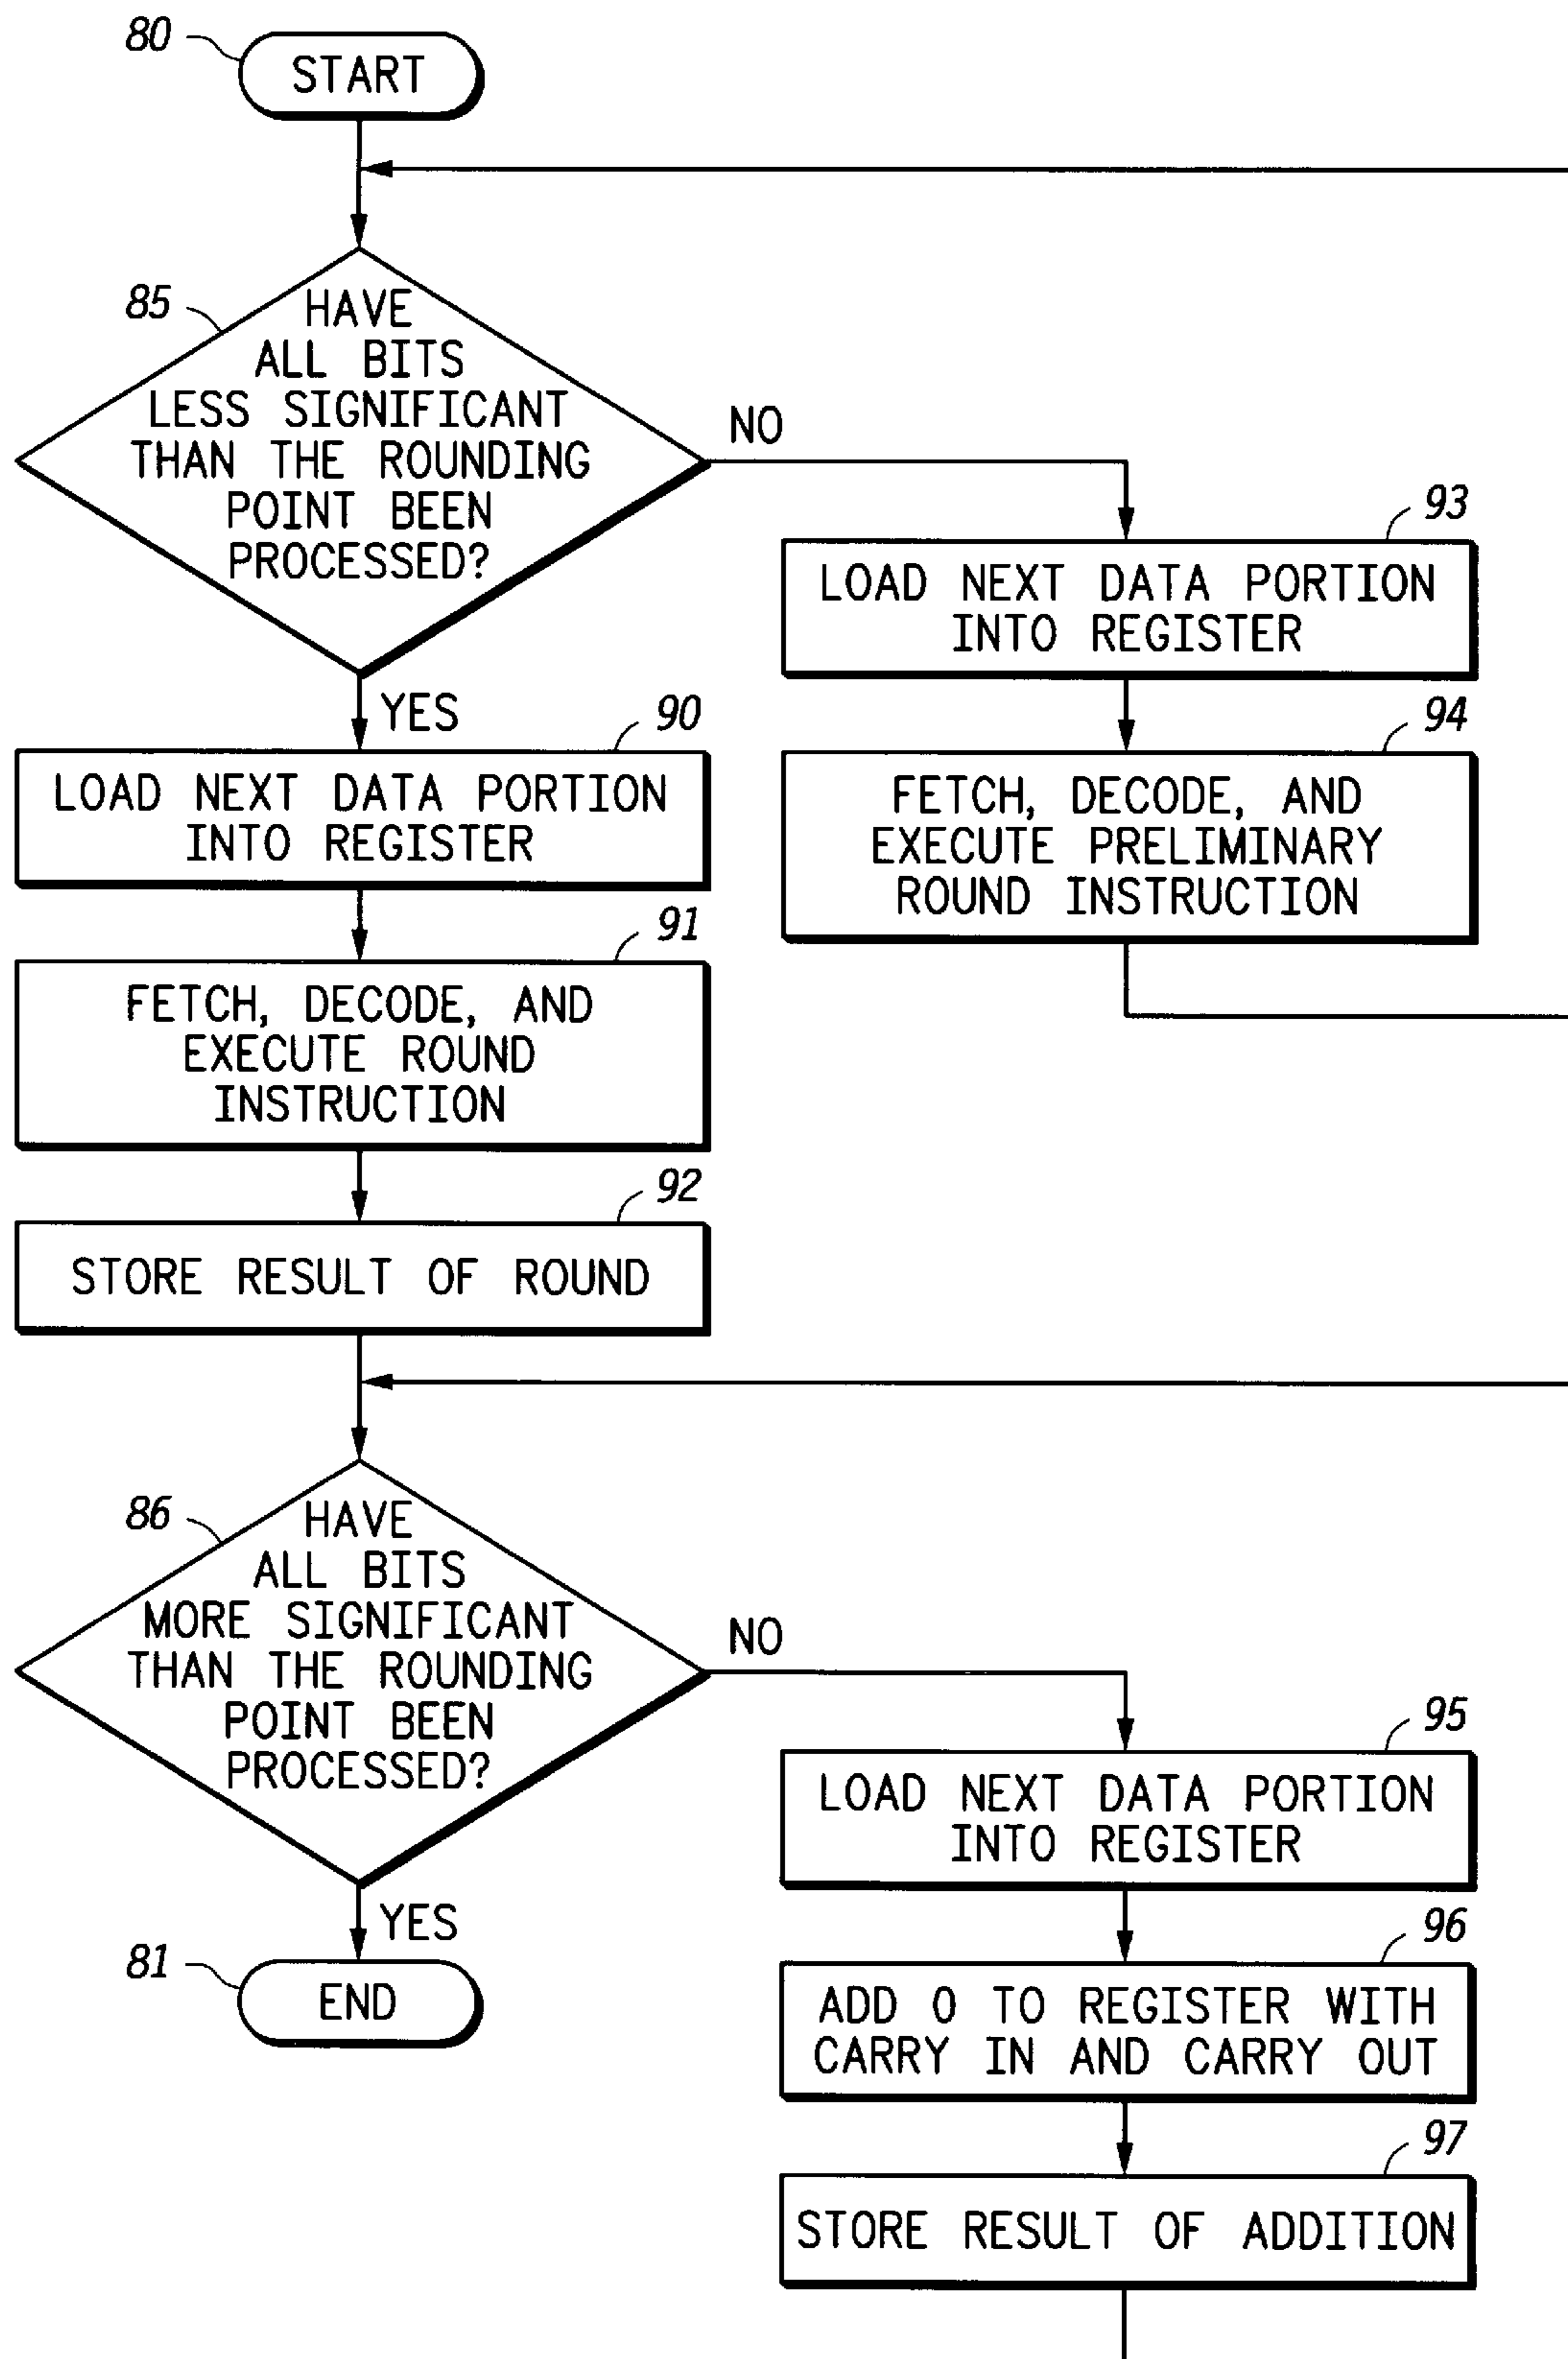 80
START
85
HAVE
ALL BITS
LESS SIGNIFICANT
THAN THE ROUNDING
POINT BEEN
PROCESSED?
NO
YES
93
LOAD NEXT DATA PORTION
INTO REGISTER
94
FETCH, DECODE, AND
EXECUTE PRELIMINARY
ROUND INSTRUCTION
90
LOAD NEXT DATA PORTION
INTO REGISTER
91
FETCH, DECODE, AND
EXECUTE ROUND
INSTRUCTION
92
STORE RESULT OF ROUND
86
HAVE
ALL BITS
MORE SIGNIFICANT
THAN THE ROUNDING
POINT BEEN
PROCESSED?
NO
YES
95
LOAD NEXT DATA PORTION
INTO REGISTER
96
ADD 0 TO REGISTER WITH
CARRY IN AND CARRY OUT
97
STORE RESULT OF ADDITION
81
END